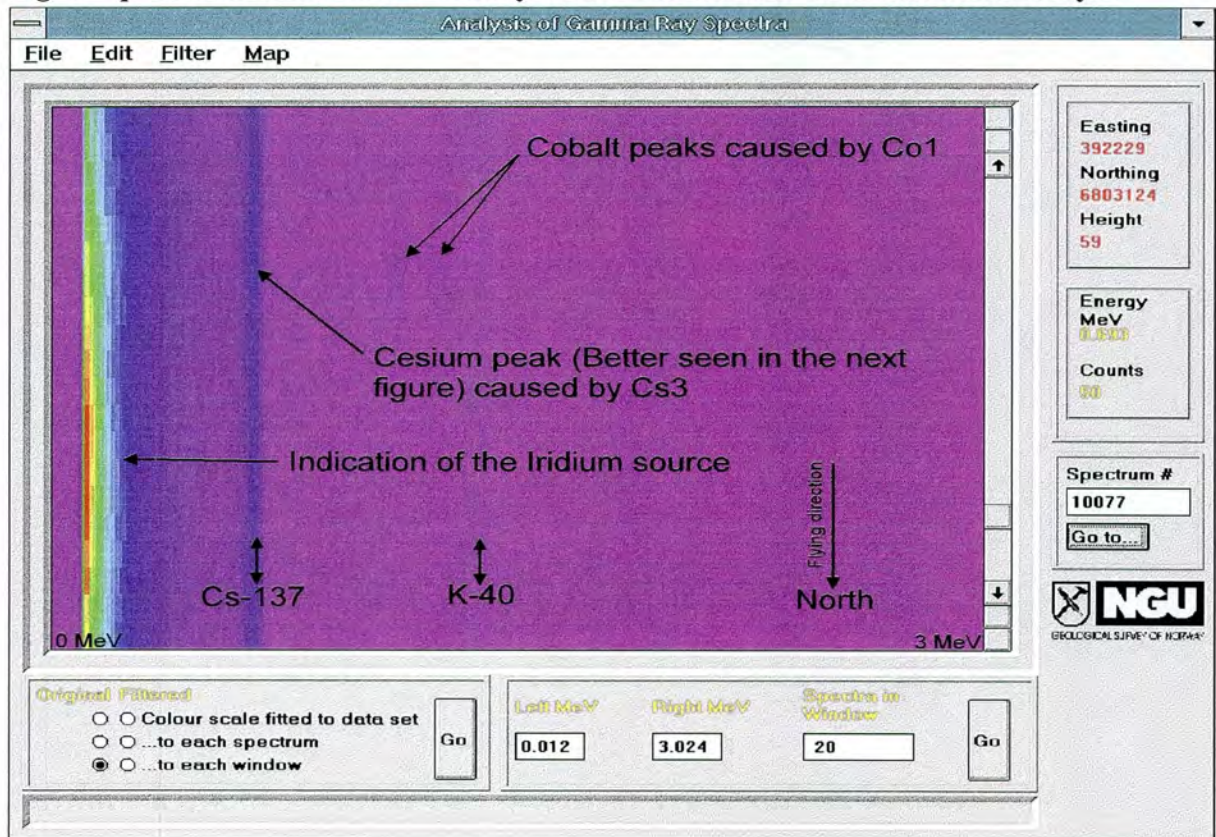 Analysis of Gamma Ray Spectra
File Edit Filter Map
Cobalt peaks caused by Co1
Cesium peak (Better seen in the next
figure) caused by Cs3
Indication of the Iridium source
Flying direction
Cs-137
K-40
North
0 MeV
3 MeV
Easting
392229
Northing
6803124
Height
59
Energy
MeV
Counts
Spectrum #
10077
Go to...
NGU
GEOLOGICAL SURVEY OF NORWAY
Original Filtered
Colour scale fitted to data set
...to each spectrum
...to each window
Go
Left MeV
Right MeV
Spectra in
Window
0.012
3.024
20
Go